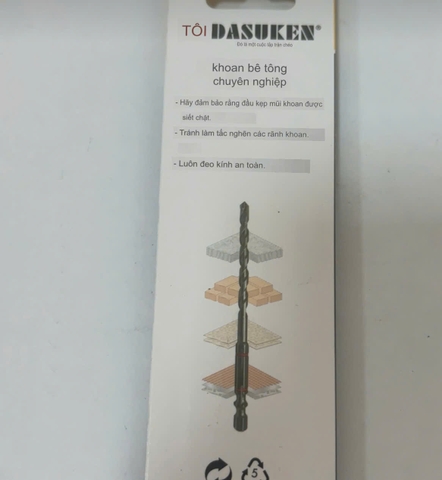 TÔI DASUKEN®
khoan bê tông
chuyên nghiệp
- Hãy đảm bảo rằng đầu kẹp mũi khoan được
siết chặt.
- Tránh làm tắc nghẽn các rãnh khoan.
- Luôn đeo kính an toàn.
5